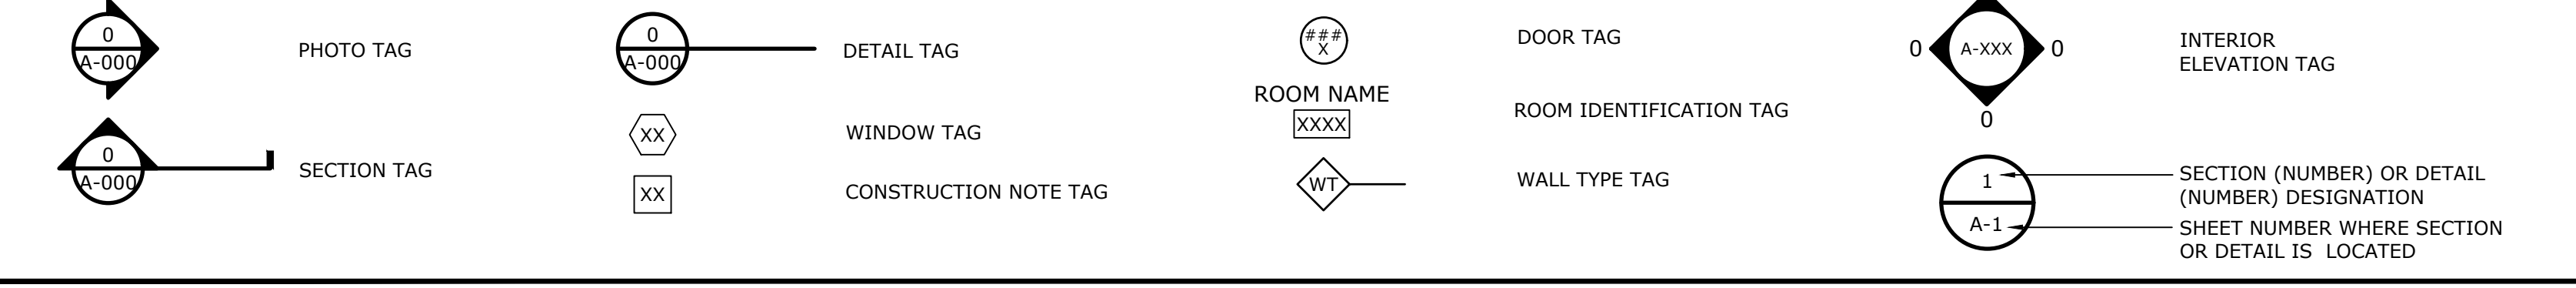 0
A-000
PHOTO TAG
0
A-000
SECTION TAG
0
A-000
DETAIL TAG
XX
WINDOW TAG
XX
CONSTRUCTION NOTE TAG
###
X
DOOR TAG
ROOM NAME
XXXX
ROOM IDENTIFICATION TAG
WT
WALL TYPE TAG
0
A-XXX
0
0
INTERIOR
ELEVATION TAG
1
A-1
SECTION (NUMBER) OR DETAIL
(NUMBER) DESIGNATION
SHEET NUMBER WHERE SECTION
OR DETAIL IS LOCATED